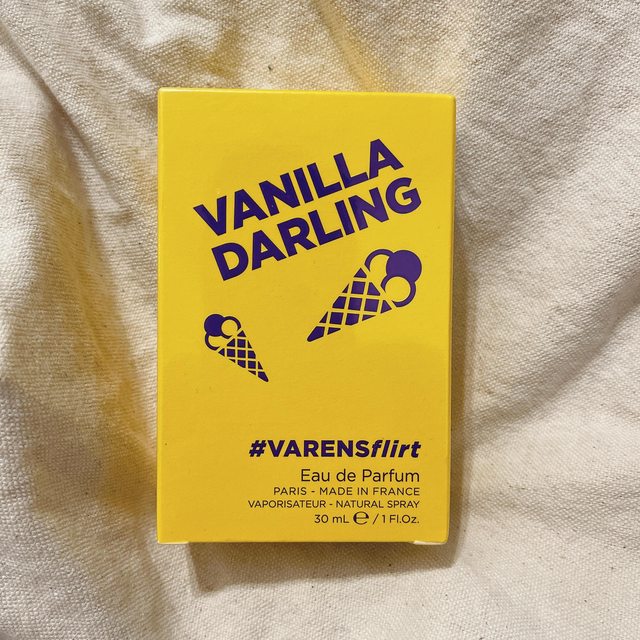 VANILLA
DARLING
#VARENSflirt
Eau de Parfum
PARIS - MADE IN FRANCE
VAPORISATEUR - NATURAL SPRAY
30 mL ℮ / 1 Fl.Oz.